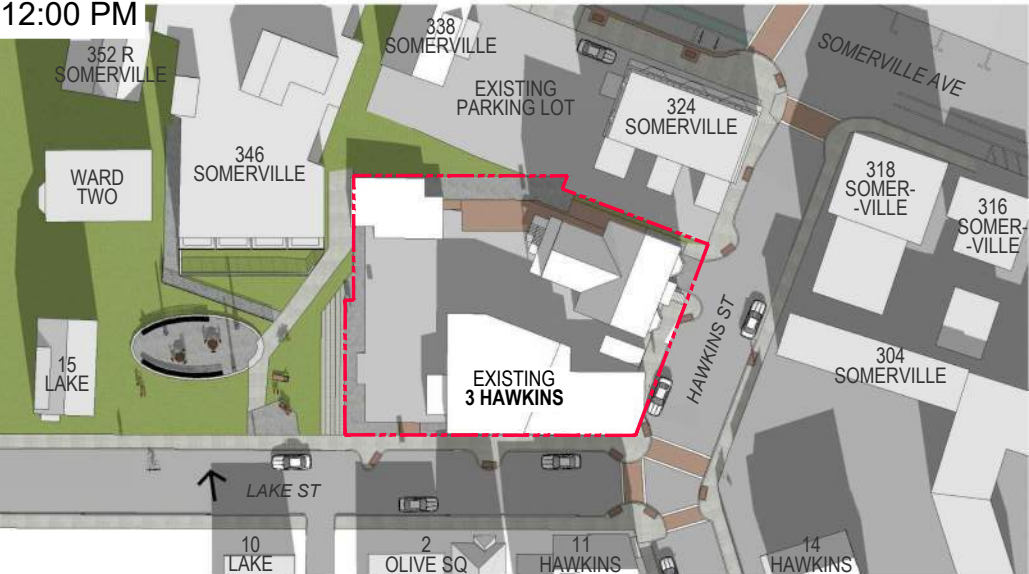 12:00 PM
352 R
SOMERVILLE
338
SOMERVILLE
EXISTING
PARKING LOT
SOMERVILLE AVE
324
SOMERVILLE
346
SOMERVILLE
WARD
TWO
318
SOMER-
-VILLE
316
SOMER-
-VILLE
15
LAKE
EXISTING
3 HAWKINS
HAWKINS ST
304
SOMERVILLE
LAKE ST
10
LAKE
2
OLIVE SQ
11
HAWKINS
14
HAWKINS